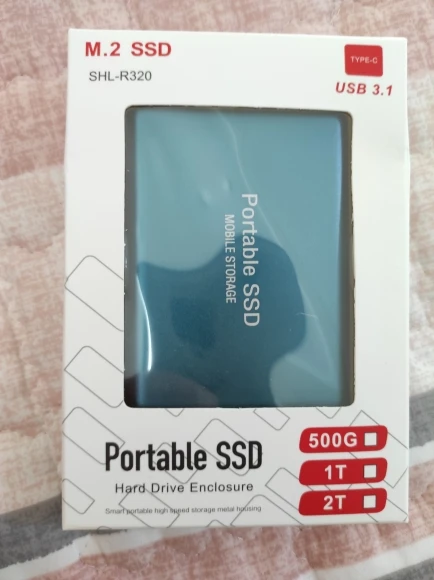 M.2 SSD
SHL-R320
TYPE-C
USB 3.1
Portable SSD
MOBILE STORAGE
Portable SSD
Hard Drive Enclosure
Smart portable high speed storage metal housing
500G
1T
2T